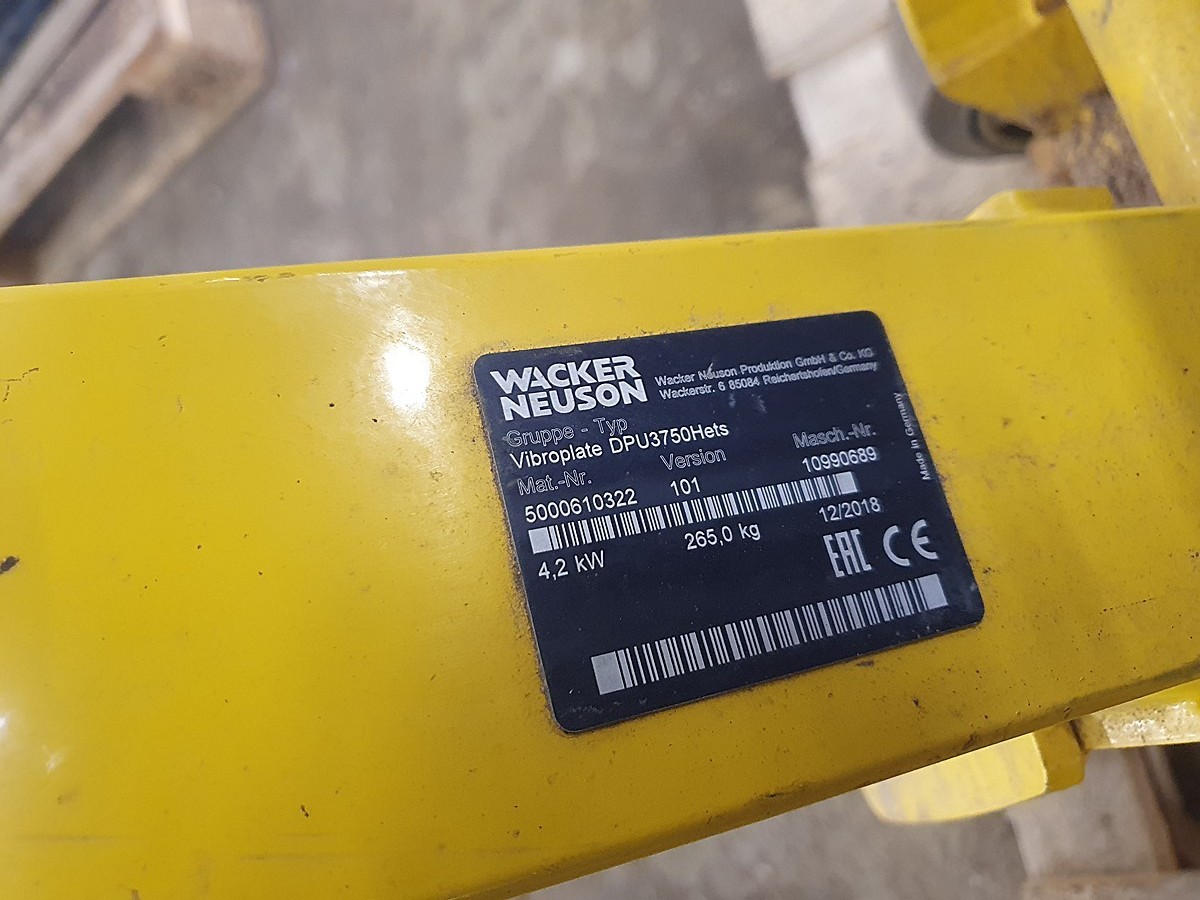 WACKER
NEUSON
Wacker Neuson Produktion GmbH & Co. KG
Wackerstr. 6 85084 Reichertshofen/Germany
Gruppe - Typ
Vibroplate DPU3750Hets
Mat.-Nr. Version Masch.-Nr.
5000610322 101 10990689
4,2 kW 265,0 kg 12/2018
EAC CE
Made in Germany